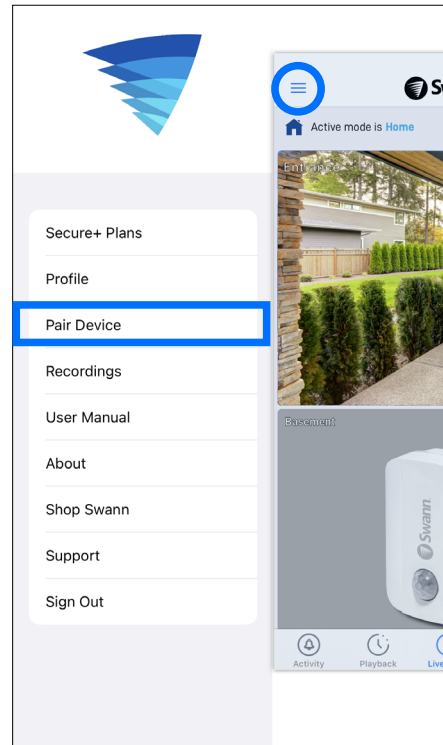 Secure+ Plans
Profile
Pair Device
Recordings
User Manual
About
Shop Swann
Support
Sign Out
Active mode is Home
Entrance
Basement
Swann
Activity
Playback